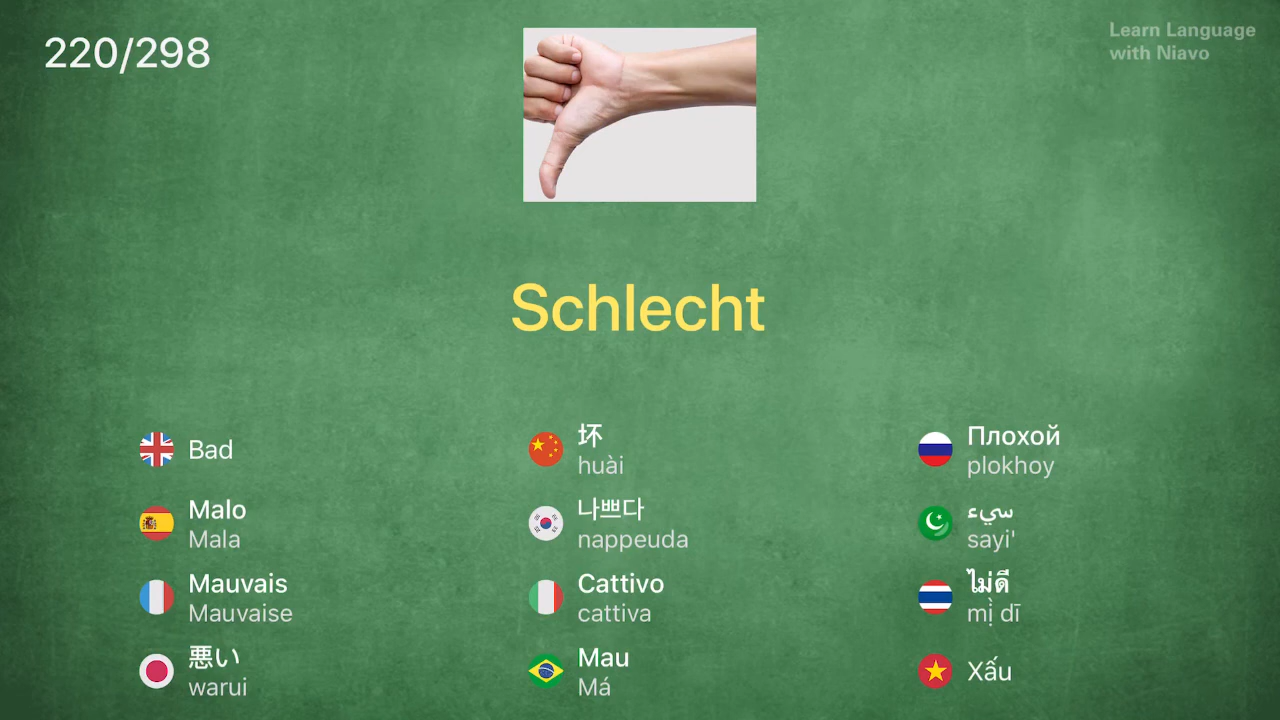 220/298
Learn Language
with Niavo
Schlecht
Bad
Malo
Mala
Mauvais
Mauvaise
悪い
warui
坏
huài
나쁘다
nappeuda
Cattivo
cattiva
Mau
Má
Плохой
plokhoy
سيء
sayi'
ไม่ดี
mị̀ dī
Xấu